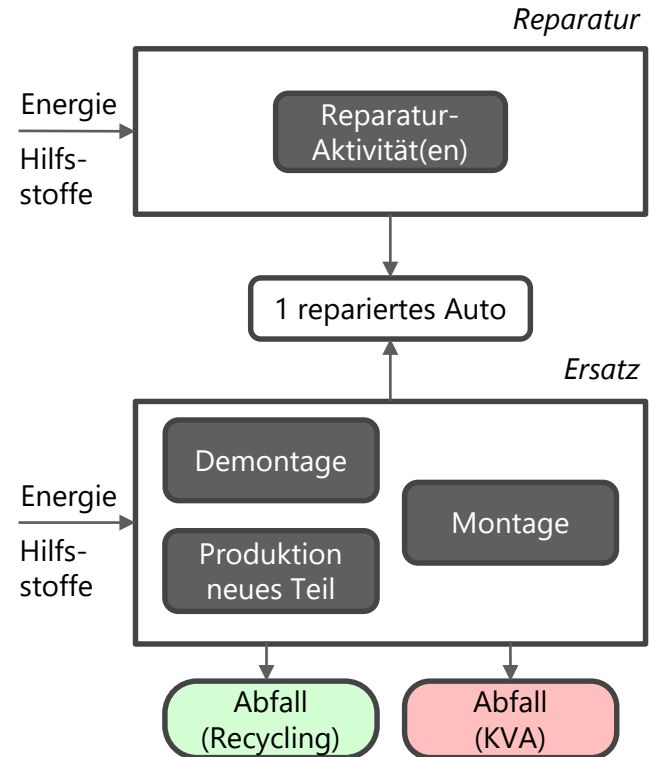 Reparatur
Energie
Hilfs-
stoffe
Reparatur-
Aktivität(en)
1 repariertes Auto
Ersatz
Energie
Hilfs-
stoffe
Demontage
Produktion
neues Teil
Montage
Abfall
(Recycling)
Abfall
(KVA)